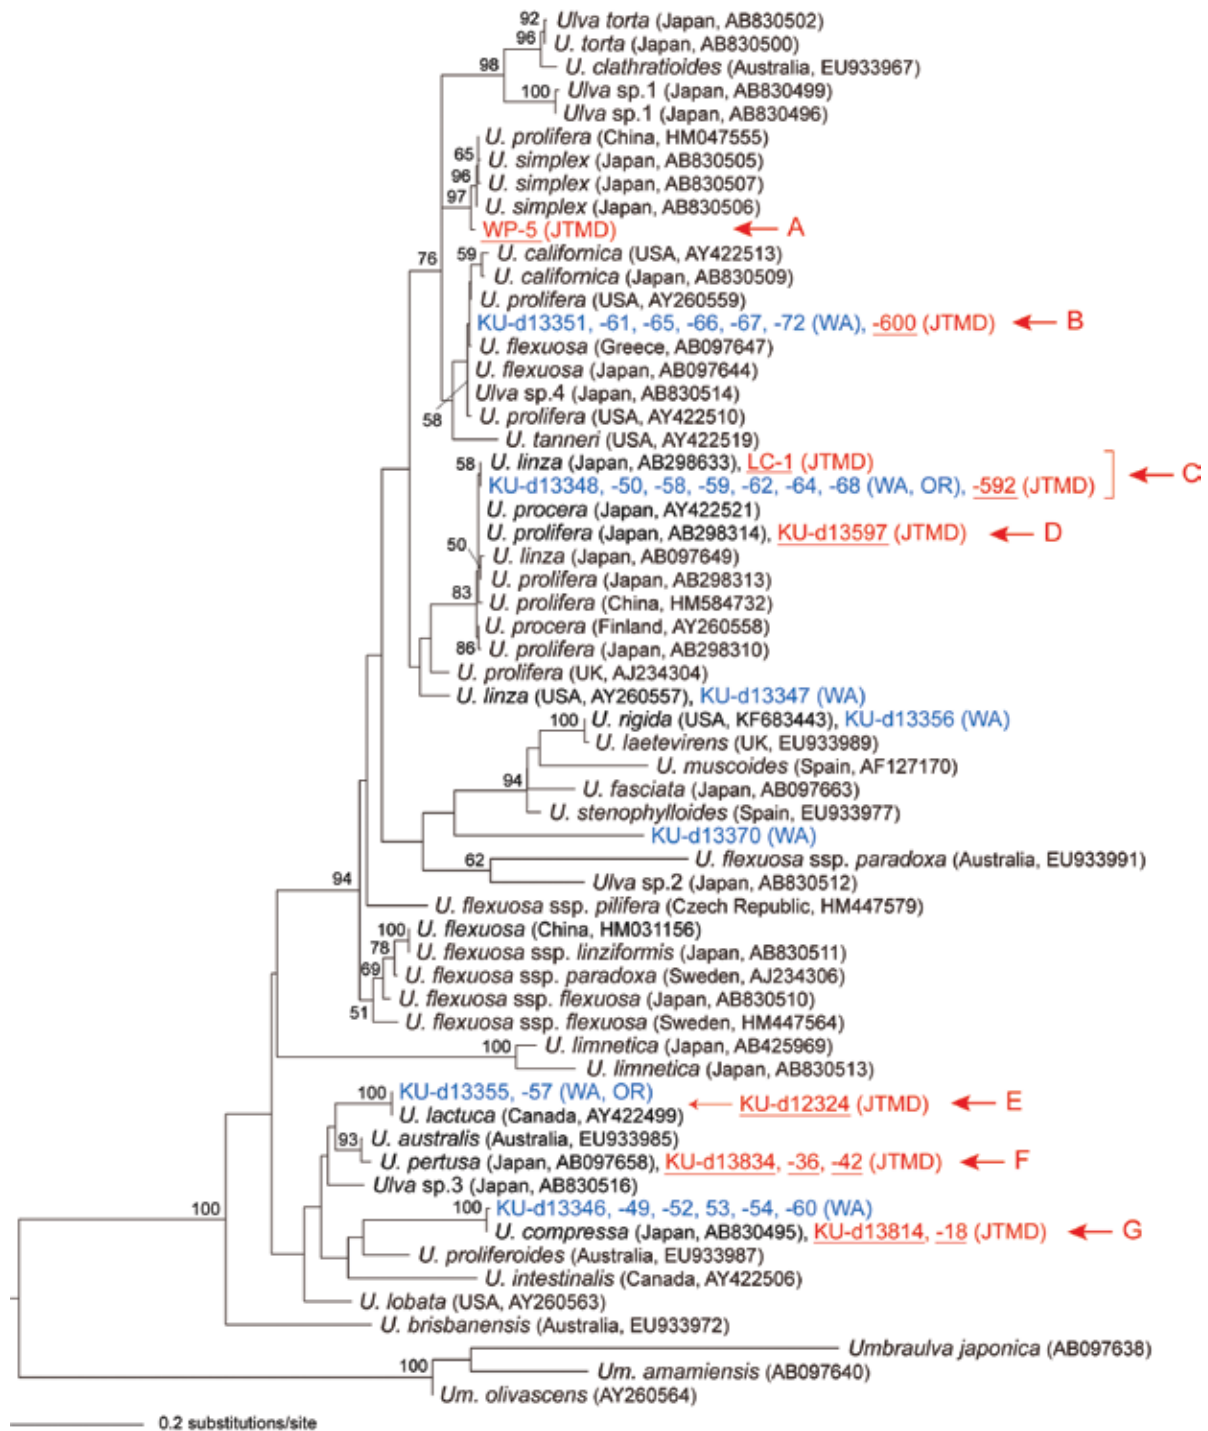 92 Ulva torta (Japan, AB830502)
96 U. torta (Japan, AB830500)
U. clathratioides (Australia, EU933967)
98
100 Ulva sp.1 (Japan, AB830499)
Ulva sp.1 (Japan, AB830496)
U. prolifera (China, HM047555)
65 U. simplex (Japan, AB830505)
96 U. simplex (Japan, AB830507)
97 U. simplex (Japan, AB830506)
WP-5 (JTMD) A
76
59 U. californica (USA, AY422513)
U. californica (Japan, AB830509)
U. prolifera (USA, AY260559)
KU-d13351, -61, -65, -66, -67, -72 (WA), -600 (JTMD) B
U. flexuosa (Greece, AB097647)
U. flexuosa (Japan, AB097644)
Ulva sp.4 (Japan, AB830514)
58 U. prolifera (USA, AY422510)
U. tanneri (USA, AY422519)
58 U. linza (Japan, AB298633), LC-1 (JTMD)
C
KU-d13348, -50, -58, -59, -62, -64, -68 (WA, OR), -592 (JTMD)
U. procera (Japan, AY422521)
U. prolifera (Japan, AB298314), KU-d13597 (JTMD) D
50
U. linza (Japan, AB097649)
U. prolifera (Japan, AB298313)
83 U. prolifera (China, HM584732)
U. procera (Finland, AY260558)
86 U. prolifera (Japan, AB298310)
U. prolifera (UK, AJ234304)
U. linza (USA, AY260557), KU-d13347 (WA)
100 U. rigida (USA, KF683443), KU-d13356 (WA)
U. laetevirens (UK, EU933989)
U. muscoides (Spain, AF127170)
94
U. fasciata (Japan, AB097663)
U. stenophylloides (Spain, EU933977)
KU-d13370 (WA)
62 U. flexuosa ssp. paradoxa (Australia, EU933991)
Ulva sp.2 (Japan, AB830512)
94
U. flexuosa ssp. pilifera (Czech Republic, HM447579)
100 U. flexuosa (China, HM031156)
78 U. flexuosa ssp. linziformis (Japan, AB830511)
69 U. flexuosa ssp. paradoxa (Sweden, AJ234306)
U. flexuosa ssp. flexuosa (Japan, AB830510)
51 U. flexuosa ssp. flexuosa (Sweden, HM447564)
100 U. limnetica (Japan, AB425969)
U. limnetica (Japan, AB830513)
100 KU-d13355, -57 (WA, OR)
KU-d12324 (JTMD) E
U. lactuca (Canada, AY422499)
93 U. australis (Australia, EU933985)
U. pertusa (Japan, AB097658), KU-d13834, -36, -42 (JTMD) F
Ulva sp.3 (Japan, AB830516)
100
100 KU-d13346, -49, -52, 53, -54, -60 (WA)
U. compressa (Japan, AB830495), KU-d13814, -18 (JTMD) G
U. proliferoides (Australia, EU933987)
U. intestinalis (Canada, AY422506)
U. lobata (USA, AY260563)
U. brisbanensis (Australia, EU933972)
Umbraulva japonica (AB097638)
100
Um. amamiensis (AB097640)
Um. olivascens (AY260564)
0.2 substitutions/site